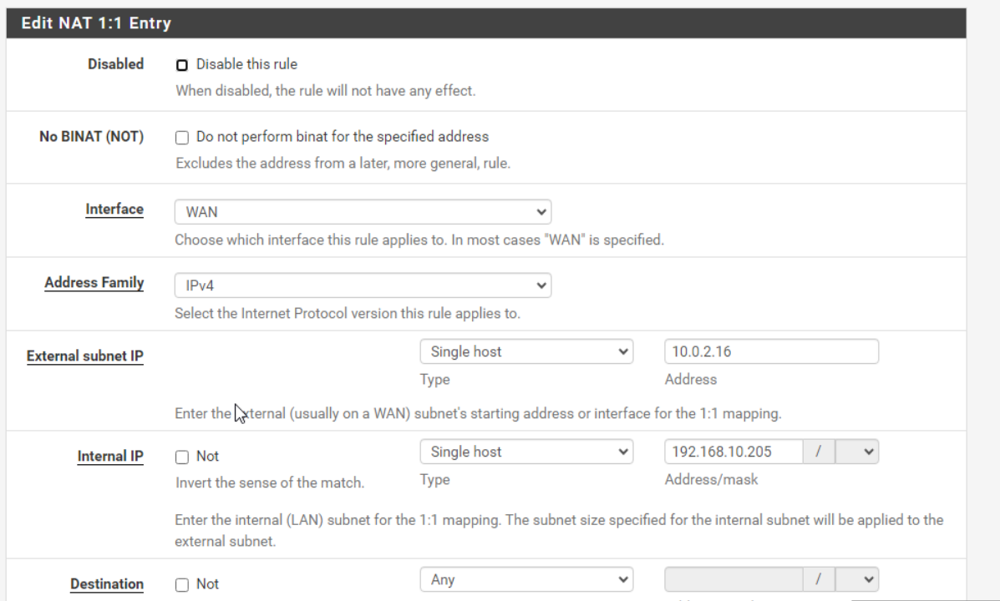 Edit NAT 1:1 Entry
Disabled
Disable this rule
When disabled, the rule will not have any effect.
No BINAT (NOT)
Do not perform binat for the specified address
Excludes the address from a later, more general, rule.
Interface
WAN
Choose which interface this rule applies to. In most cases "WAN" is specified.
Address Family
IPv4
Select the Internet Protocol version this rule applies to.
External subnet IP
Single host
10.0.2.16
Type
Address
Enter the external (usually on a WAN) subnet's starting address or interface for the 1:1 mapping.
Internal IP
Not
Single host
192.168.10.205 /
Invert the sense of the match.
Type
Address/mask
Enter the internal (LAN) subnet for the 1:1 mapping. The subnet size specified for the internal subnet will be applied to the
external subnet.
Destination
Not
Any
/